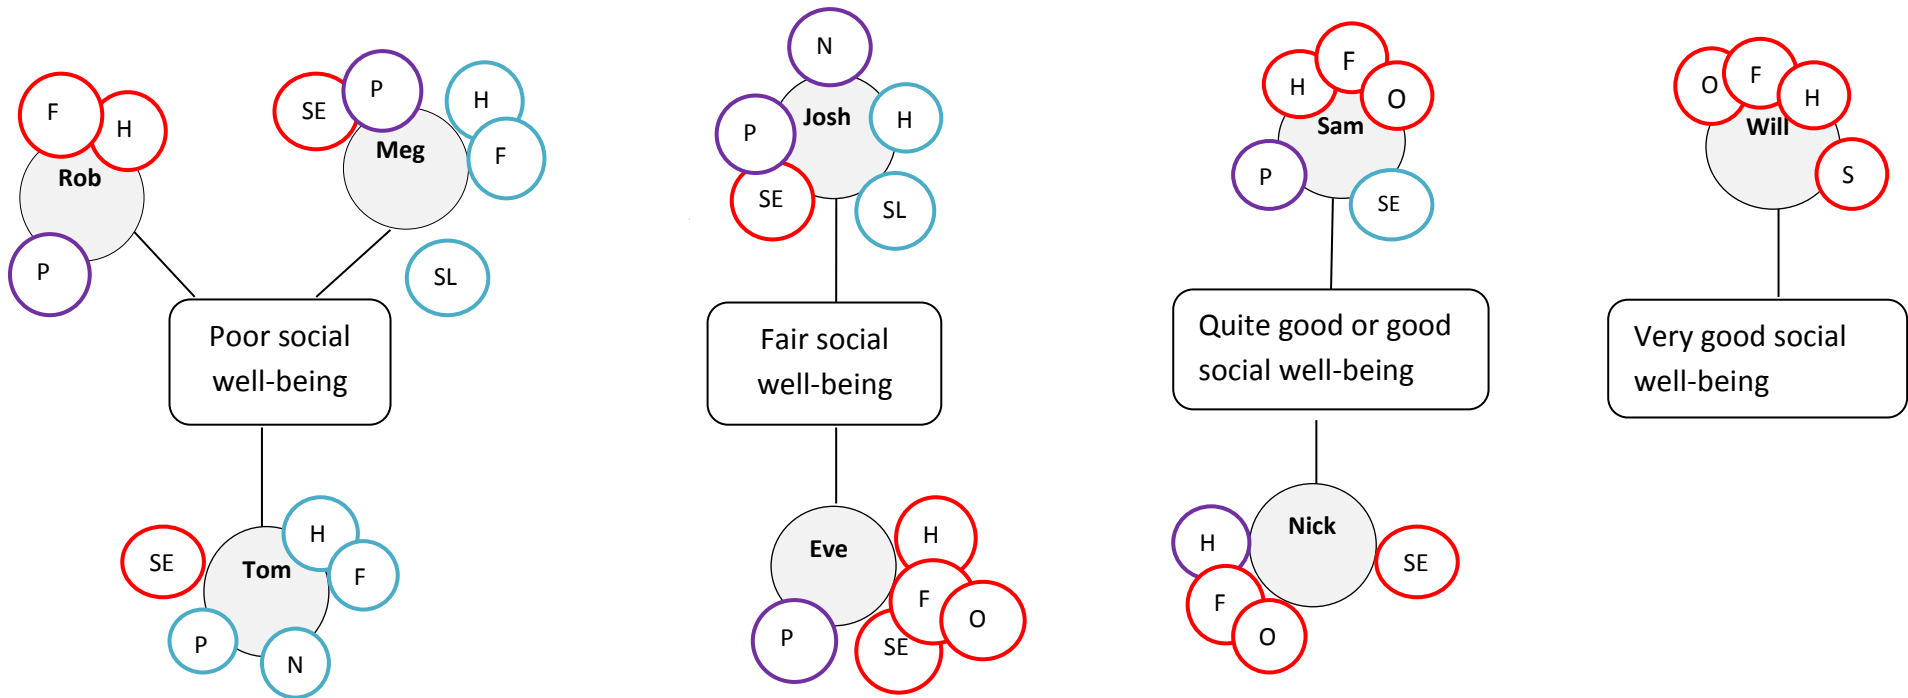 F
H
Rob
P
SE
P
H
F
Meg
SL
Poor social
well-being
SE
H
F
Tom
P
N
N
P
Josh
H
SE
SL
Fair social
well-being
Eve
H
F
O
P
SE
H
F
O
Sam
P
SE
Quite good or good
social well-being
H
Nick
SE
F
O
O
F
H
Will
S
Very good social
well-being